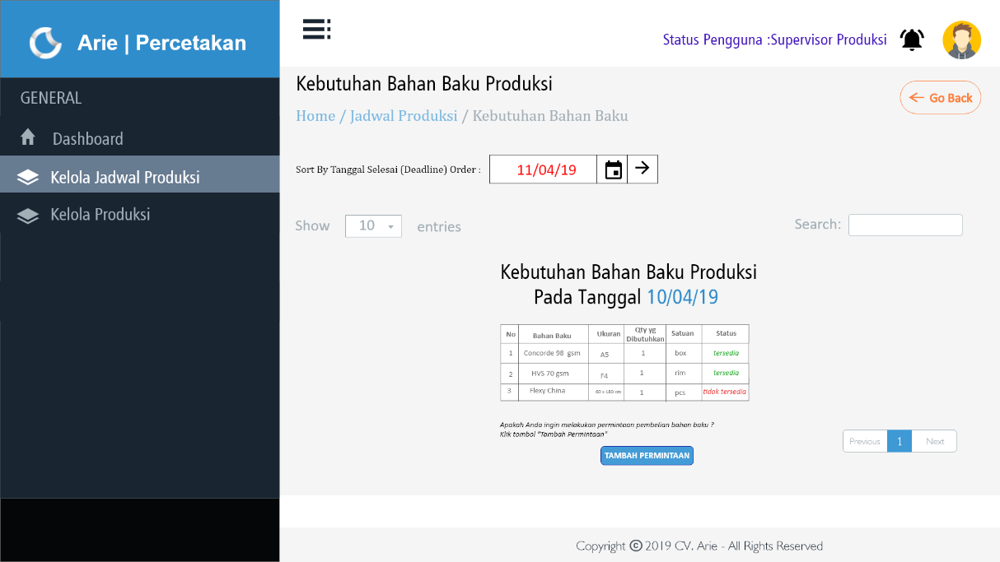 Arie | Percetakan
Status Pengguna :Supervisor Produksi
GENERAL
Dashboard
Kelola Jadwal Produksi
Kelola Produksi
Kebutuhan Bahan Baku Produksi
Go Back
Home / Jadwal Produksi / Kebutuhan Bahan Baku
Sort By Tanggal Selesai (Deadline) Order : 11/04/19
Show 10 entries
Search:
Kebutuhan Bahan Baku Produksi
Pada Tanggal 10/04/19
No Bahan Baku Ukuran Qty yg Dibutuhkan Satuan Status
1 Concorde 98 gsm A5 1 box tersedia
2 HVS 70 gsm F4 1 rim tersedia
3 Flexy China 60 x 180 cm 1 pcs tidak tersedia
Apakah Anda ingin melakukan permintaan pembelian bahan baku ?
Klik tombol "Tambah Permintaan"
TAMBAH PERMINTAAN
Previous 1 Next
Copyright © 2019 CV. Arie - All Rights Reserved